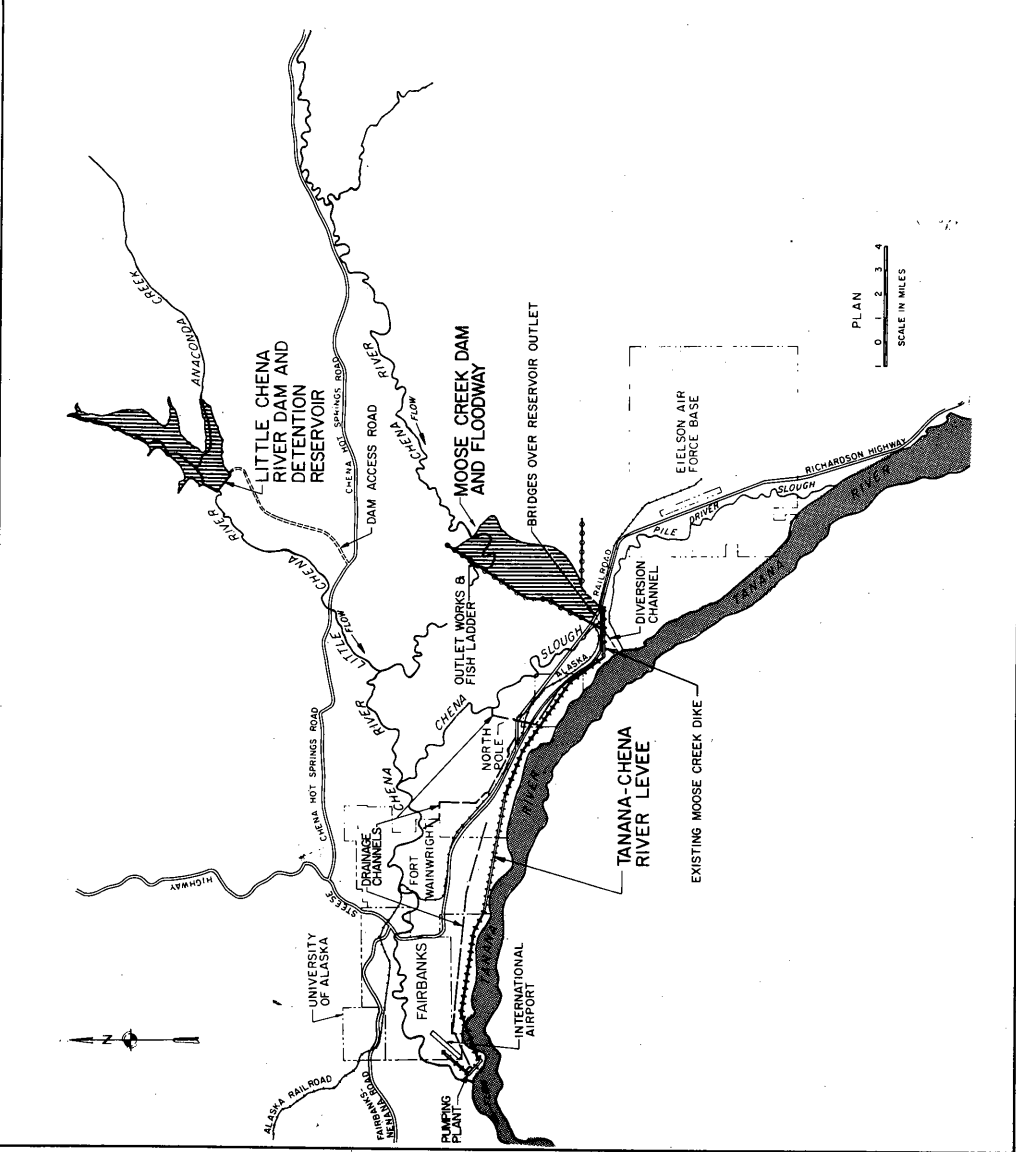 N
ALASKA RAILROAD
FAIRBANKS-
NENANA ROAD
UNIVERSITY
OF ALASKA
STEESE
HIGHWAY
CHENA HOT SPRINGS ROAD
CHENA HOT SPRINGS ROAD
ANACONDA
CREEK
LITTLE CHENA
RIVER DAM AND
DETENTION
RESERVOIR
DAM ACCESS ROAD
LITTLE
CHENA
RIVER
FLOW
CHENA
RIVER
FLOW
MOOSE CREEK DAM
AND FLOODWAY
BRIDGES OVER RESERVOIR OUTLET
OUTLET WORKS &
FISH LADDER
CHENA
RIVER
CHENA
SLOUGH
DRAINAGE
CHANNELS
FORT
WAINWRIGHT
FAIRBANKS
NORTH
POLE
ALASKA
RAILROAD
DIVERSION
CHANNEL
EIELSON AIR
FORCE BASE
RICHARDSON HIGHWAY
PILE
DRIVER
SLOUGH
TANANA
RIVER
TANANA
RIVER
PUMPING
PLANT
INTERNATIONAL
AIRPORT
TANANA-CHENA
RIVER LEVEE
EXISTING MOOSE CREEK DIKE
PLAN
1 0 1 2 3 4
SCALE IN MILES